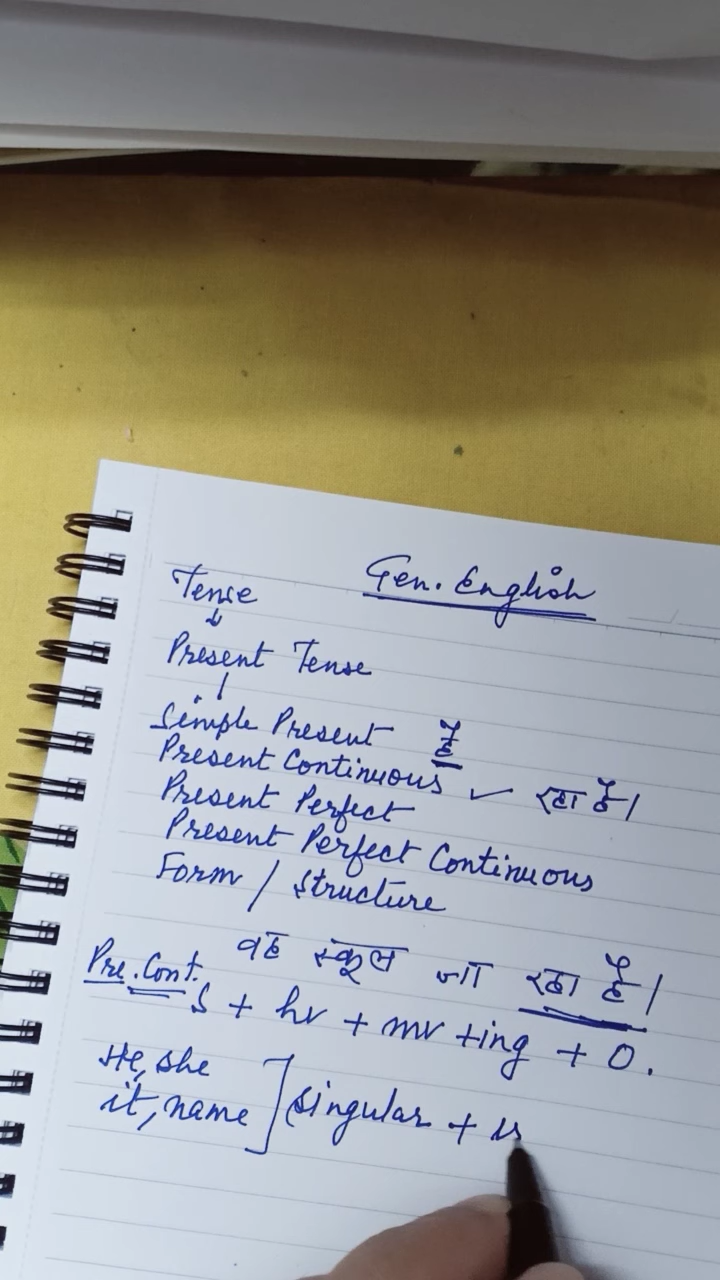 Gen. English
Tense
↓
Present Tense
Simple Present है
Present Continuous ✓ रहा है।
Present Perfect
Present Perfect Continuous
Form / Structure
वह स्कूल जा रहा है।
Pre. Cont.
S + hv + mv + ing + O.
He, she
it, name ] (singular + is